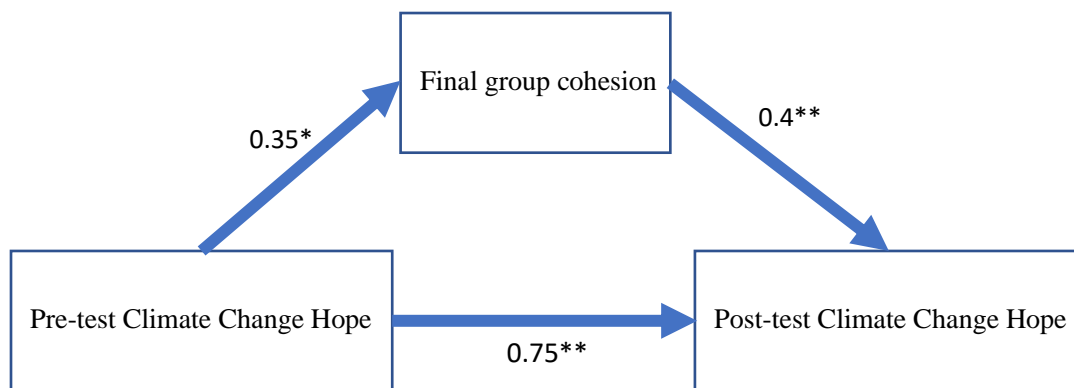 Final group cohesion
0.35*
0.4**
Pre-test Climate Change Hope
Post-test Climate Change Hope
0.75**